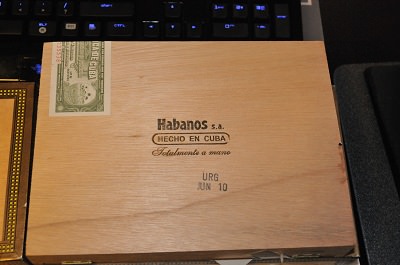 Habanos s.a.
HECHO EN CUBA
Totalmente a mano
URG
JUN 10